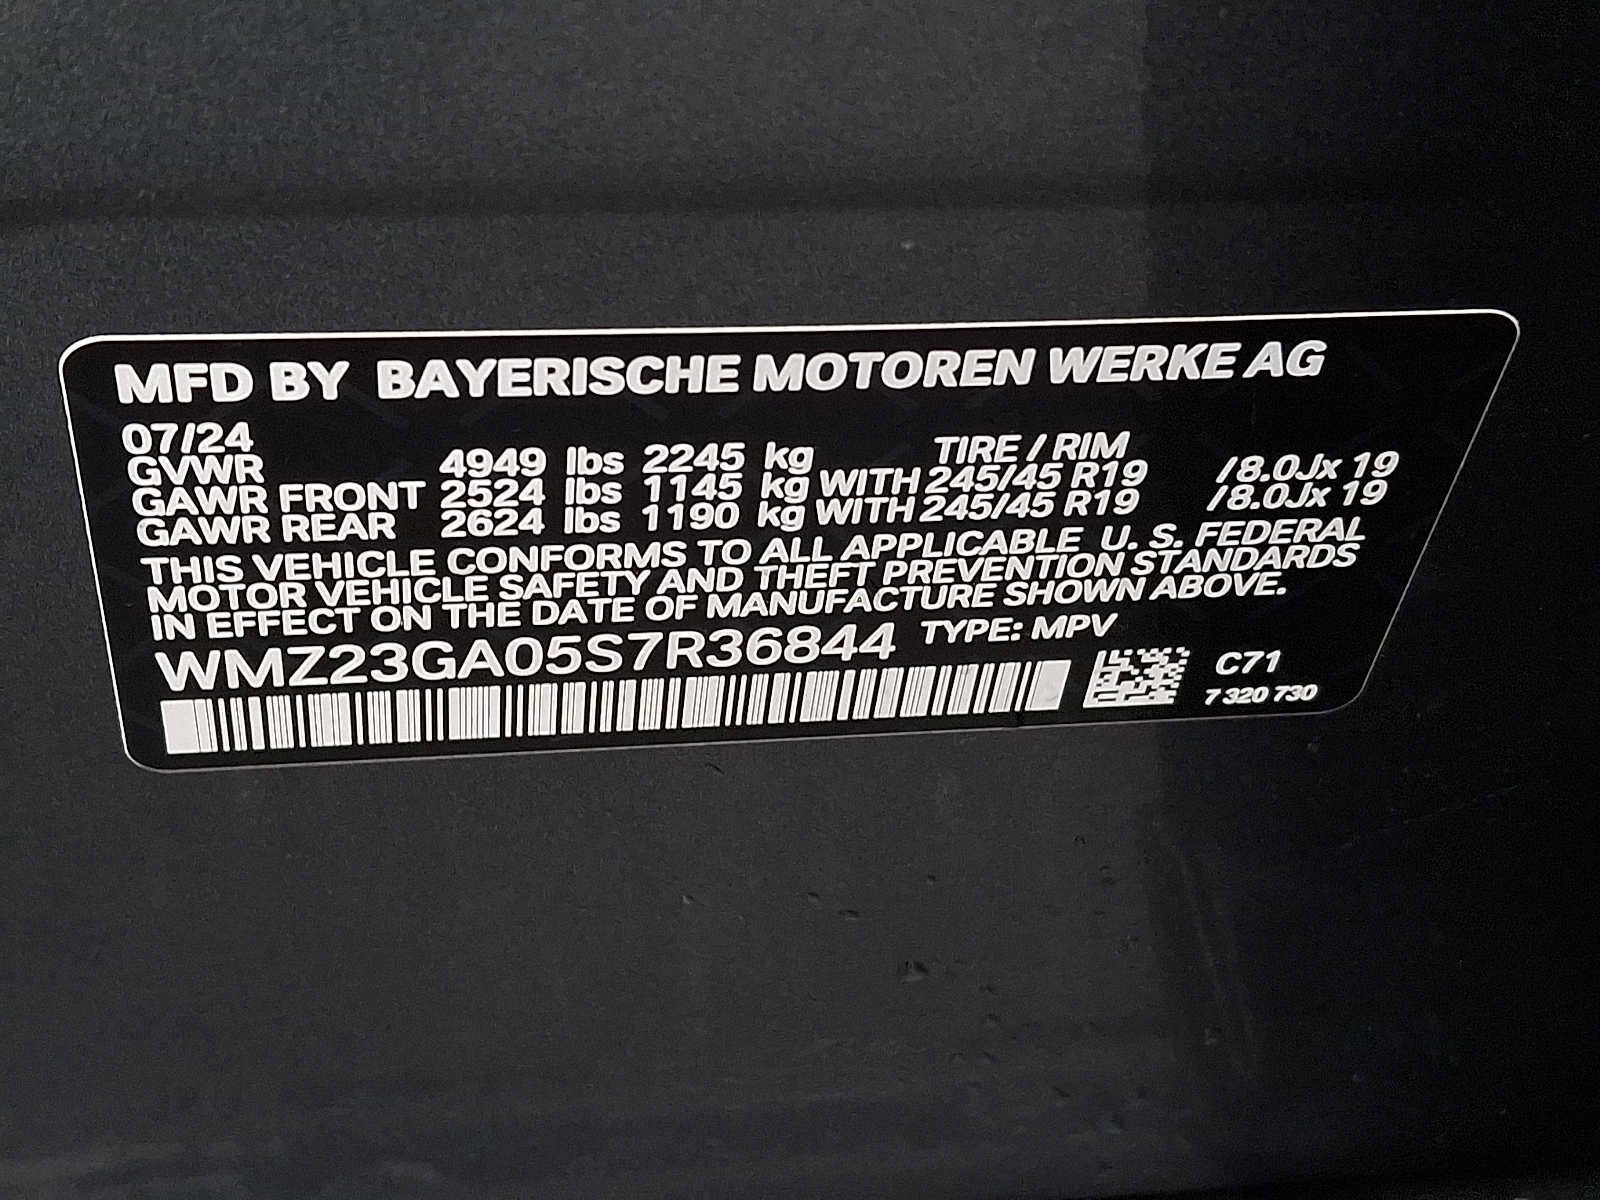 MFD BY BAYERISCHE MOTOREN WERKE AG
07/24
TIRE / RIM
GVWR 4949 lbs 2245 kg
GAWR FRONT 2524 lbs 1145 kg WITH 245/45 R19 /8.0Jx 19
GAWR REAR 2624 lbs 1190 kg WITH 245/45 R19 /8.0Jx 19
THIS VEHICLE CONFORMS TO ALL APPLICABLE U. S. FEDERAL
MOTOR VEHICLE SAFETY AND THEFT PREVENTION STANDARDS
IN EFFECT ON THE DATE OF MANUFACTURE SHOWN ABOVE.
WMZ23GA05S7R36844 TYPE: MPV
C71
7 320 730